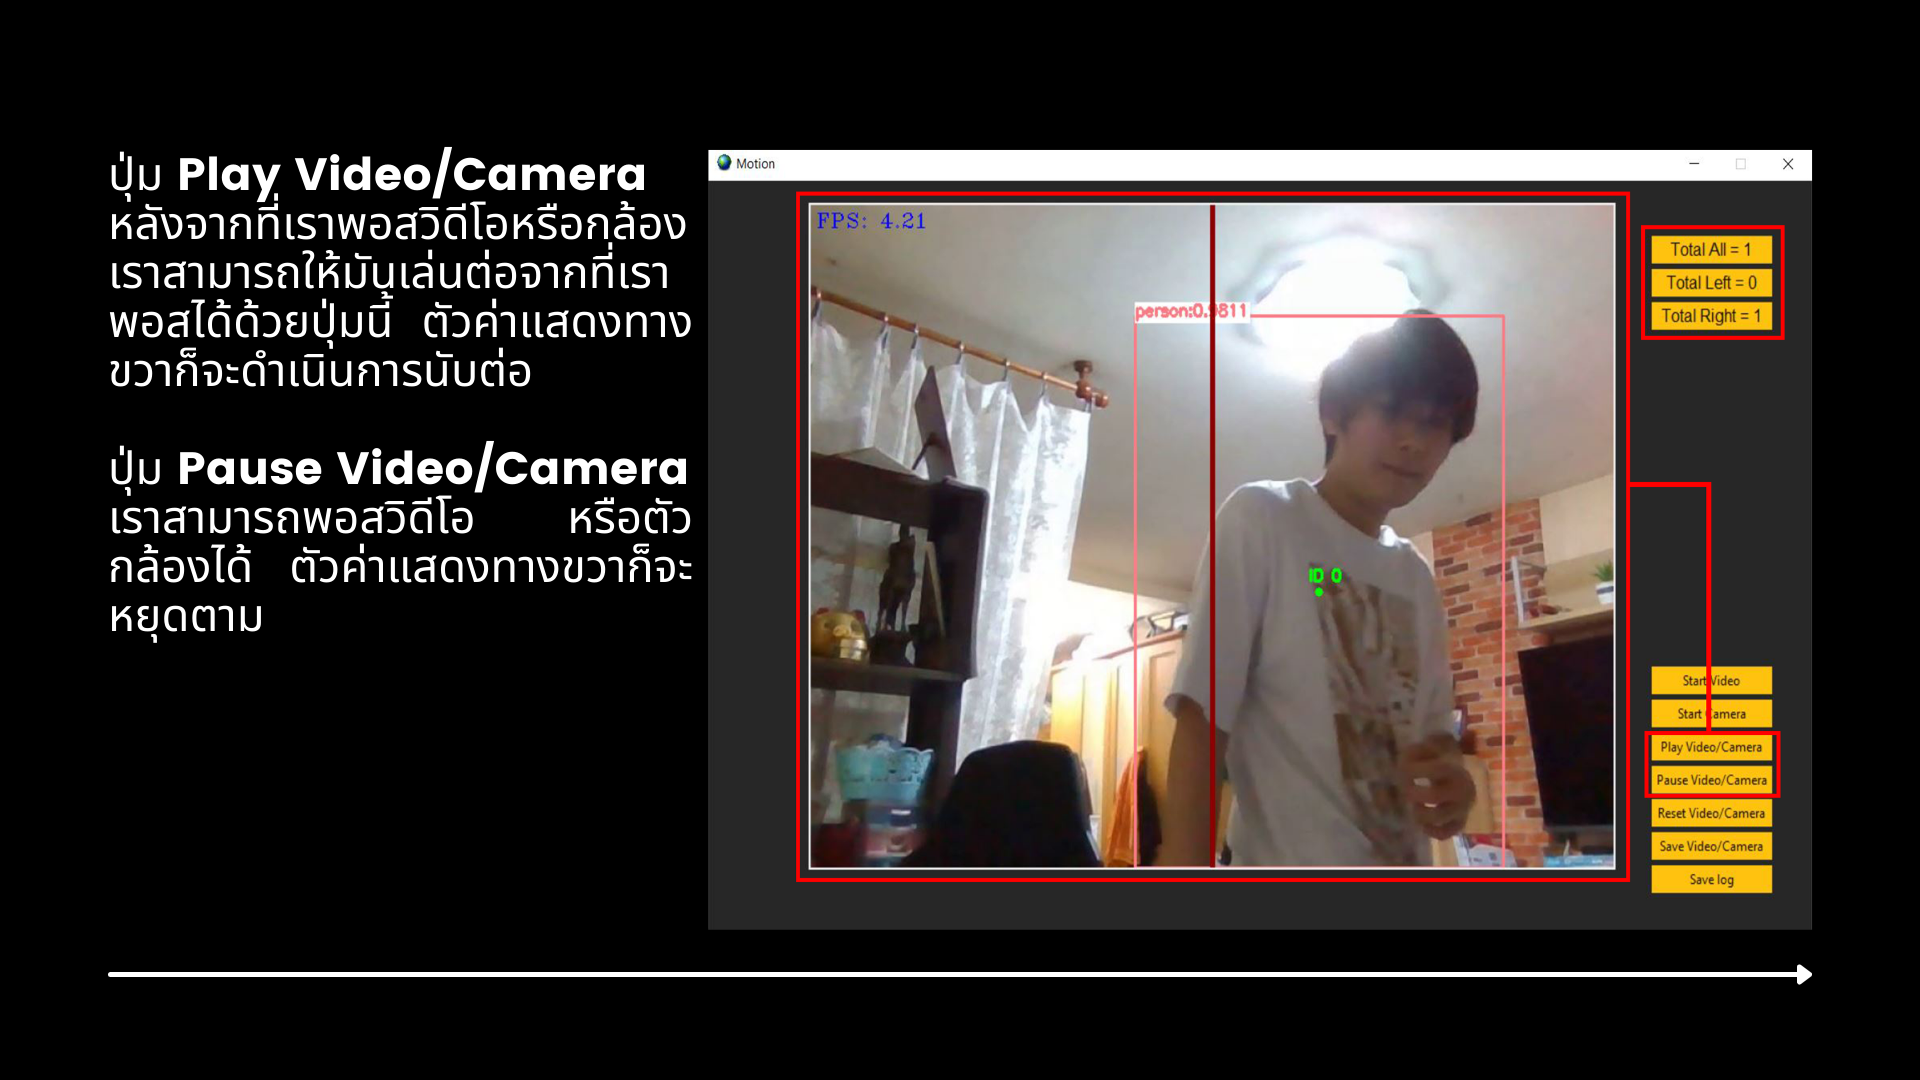 ปุ่ม Play Video/Camera
หลังจากที่เราพอสวิดีโอหรือกล้อง
เราสามารถให้มันเล่นต่อจากที่เรา
พอสได้ด้วยปุ่มนี้ ตัวค่าแสดงทาง
ขวาก็จะดำเนินการนับต่อ
ปุ่ม Pause Video/Camera
เราสามารถพอสวิดีโอ หรือตัว
กล้องได้ ตัวค่าแสดงทางขวาก็จะ
หยุดตาม
Motion
FPS: 4.21
person:0.9811
ID 0
Total All = 1
Total Left = 0
Total Right = 1
Start Video
Start Camera
Play Video/Camera
Pause Video/Camera
Reset Video/Camera
Save Video/Camera
Save log